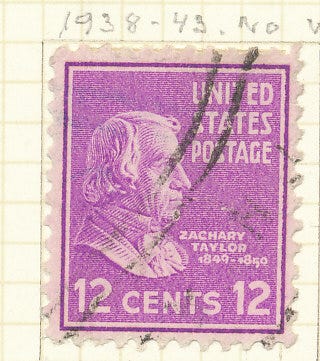 1938-43. No
UNITED
STATES
POSTAGE
ZACHARY
TAYLOR
1849-1850
12 CENTS 12